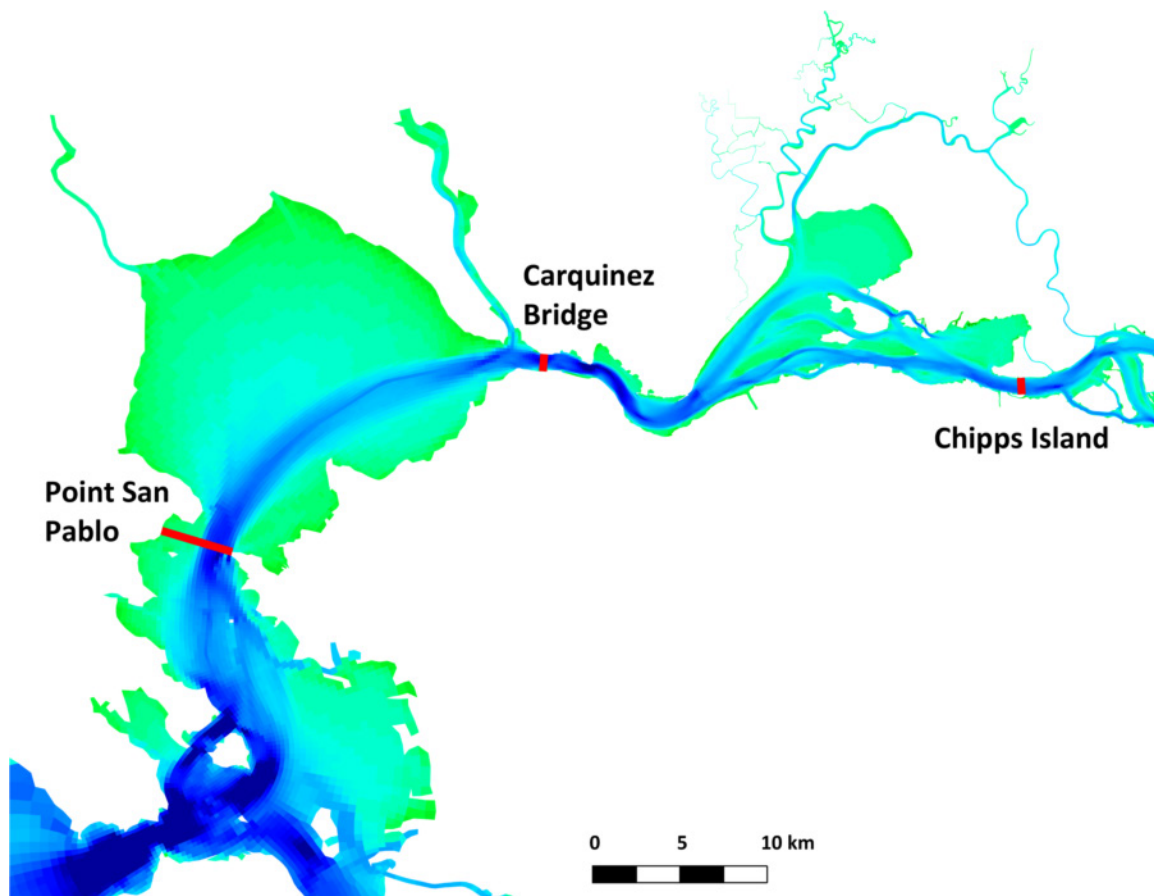 Carquinez
Bridge
Chipps Island
Point San
Pablo
0 5 10 km